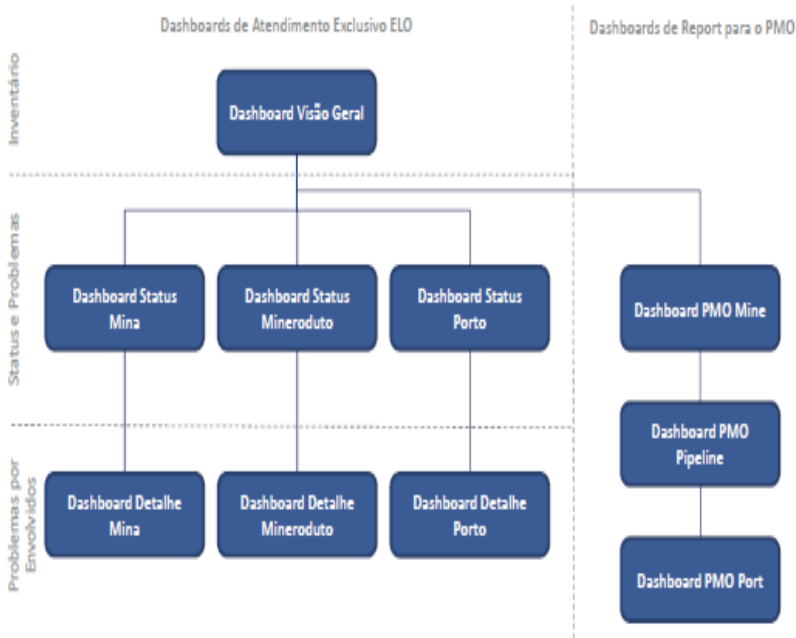 Dashboards de Atendimento Exclusivo ELO
Dashboards de Report para o PMO
Inventário
Dashboard Visão Geral
Status e Problemas
Dashboard Status
Mina
Dashboard Status
Mineroduto
Dashboard Status
Porto
Dashboard PMO Mine
Dashboard PMO
Pipeline
Problemas por
Envolvidos
Dashboard Detalhe
Mina
Dashboard Detalhe
Mineroduto
Dashboard Detalhe
Porto
Dashboard PMO Port